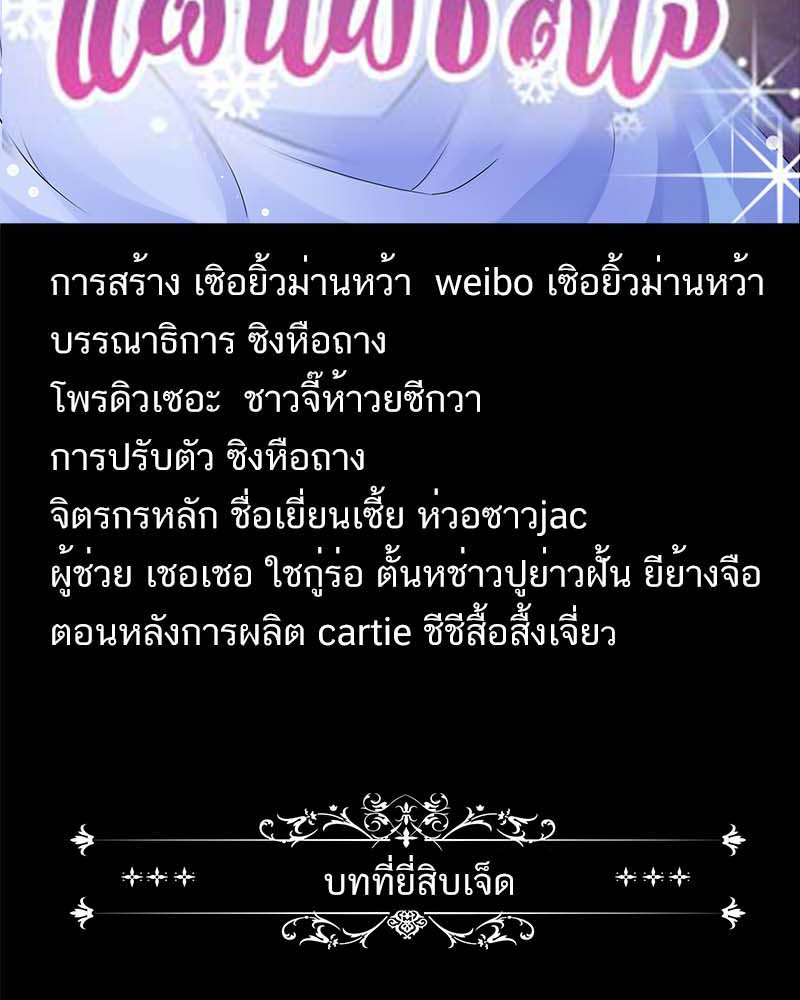 การสร้าง เซิอยิ้วม่านหว้า weibo เซิอยิ้วม่านหว้า
บรรณาธิการ ซิงหือถาง
โพรดิวเซอะ ชาวจี๊ห้าวยซีกวา
การปรับตัว ซิงหือถาง
จิตรกรหลัก ชื่อเยี่ยนเซี้ย ห่วอซาวjac
ผู้ช่วย เชอเชอ ใชกู่ร่อ ตั้นหช่าวปูย่าวฝั้น ยีย้างจือ
ตอนหลังการผลิต cartie ชีชีสื้อสิ้งเจี่ยว
บทที่ยี่สิบเจ็ด